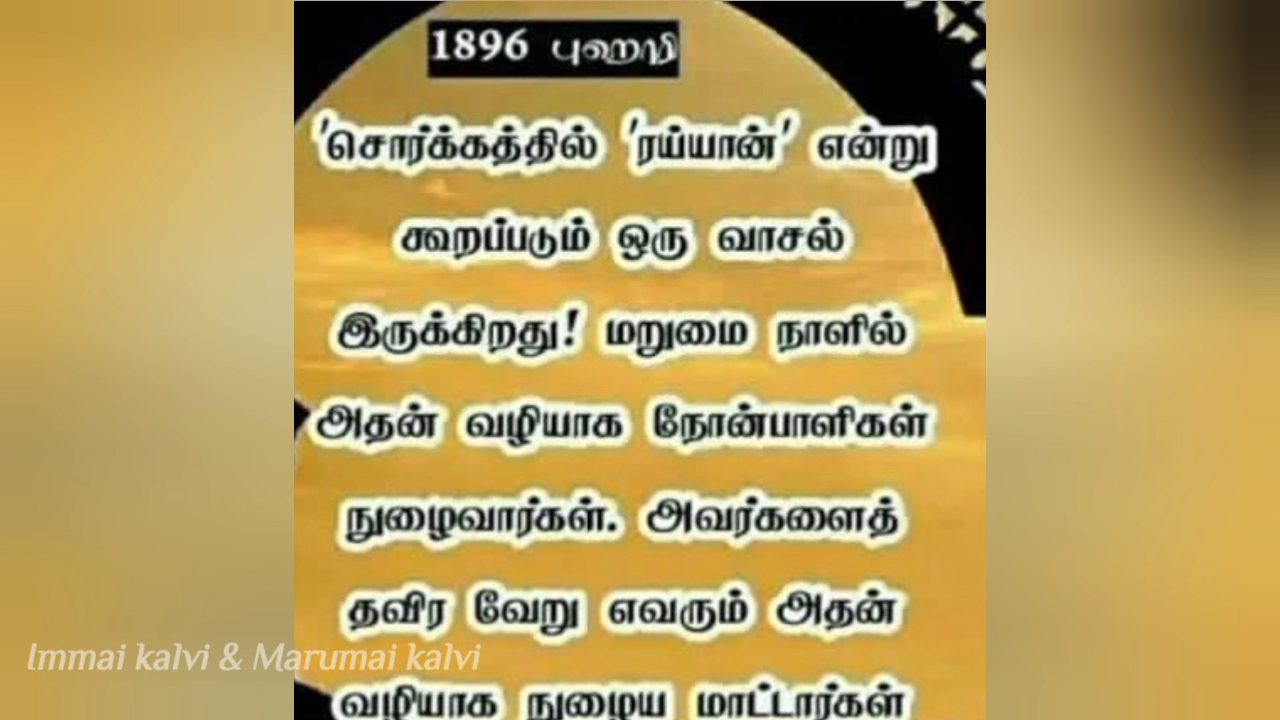 1896 புஹாரி
'சொர்க்கத்தில் 'ரய்யான்' என்று
கூறப்படும் ஒரு வாசல்
இருக்கிறது! மறுமை நாளில்
அதன் வழியாக நோன்பாளிகள்
நுழைவார்கள். அவர்களைத்
தவிர வேறு எவரும் அதன்
வழியாக நுழைய மாட்டார்கள்
Immai kalvi & Marumai kalvi